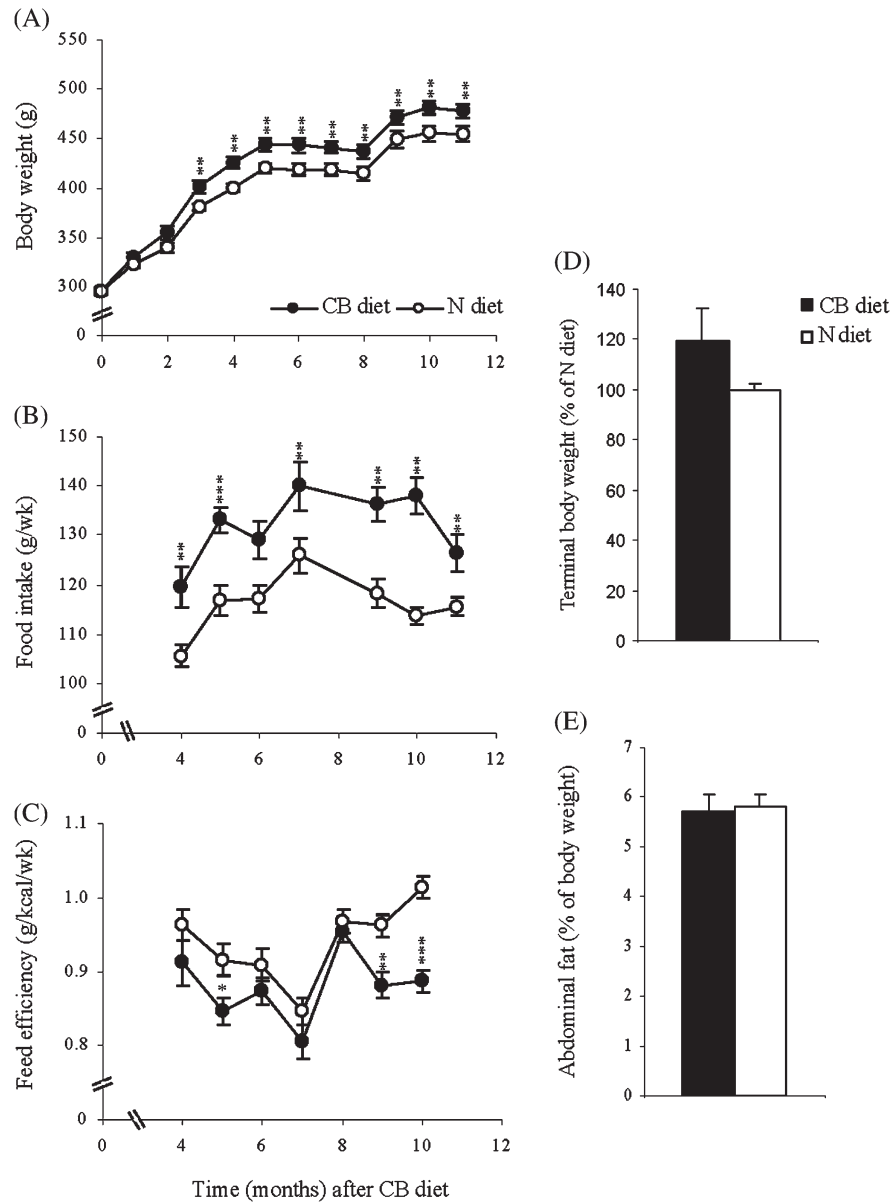 (A)
Body weight (g)
550
500
450
400
350
300
0
** ** ** ** ** ** ** ** **
CB diet N diet
0 2 4 6 8 10 12
(B)
Food intake (g/wk)
150
140
130
120
110
100
0
** *** ** ** ** **
0 4 6 8 10 12
(C)
Feed efficiency (g/kcal/wk)
1.1
1.0
0.9
0.8
0
* ** ***
0 4 6 8 10 12
Time (months) after CB diet
(D)
Terminal body weight (% of N diet)
140
120
100
80
60
40
20
0
CB diet
N diet
(E)
Abdominal fat (% of body weight)
7
6
5
4
3
2
1
0